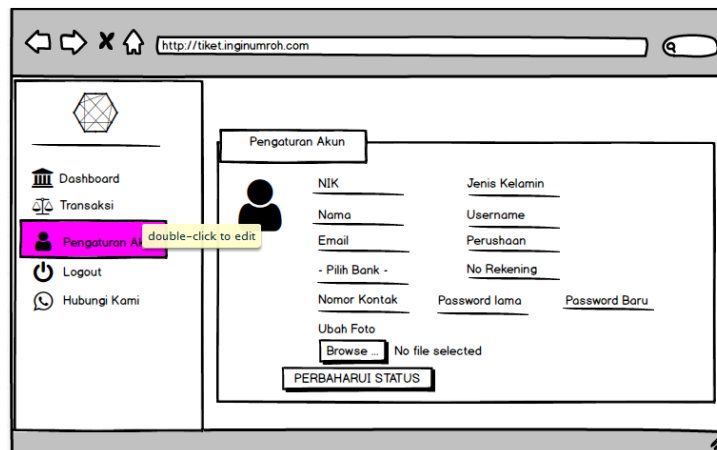 http://tiket.inginumroh.com
Dashboard
Transaksi
Pengaturan Ak
double-click to edit
Logout
Hubungi Kami
Pengaturan Akun
NIK Jenis Kelamin
Nama Username
Email Perushaan
- Pilih Bank - No Rekening
Nomor Kontak Password lama Password Baru
Ubah Foto
Browse ... No file selected
PERBAHARUI STATUS